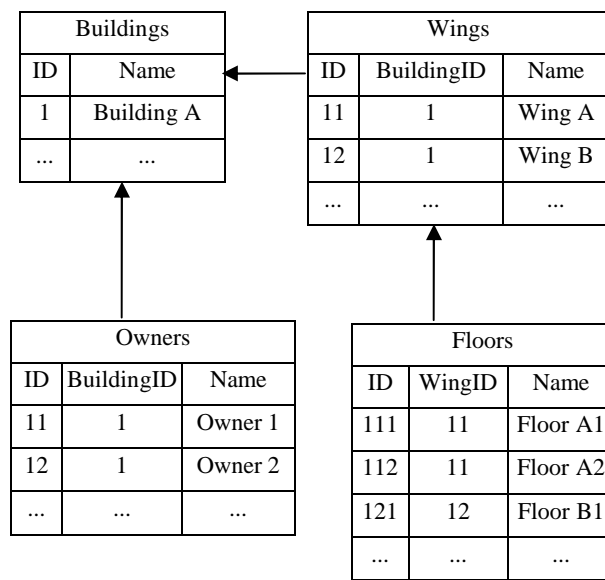 Buildings
ID Name
1 Building A
... ...
Wings
ID BuildingID Name
11 1 Wing A
12 1 Wing B
... ... ...
Owners
ID BuildingID Name
11 1 Owner 1
12 1 Owner 2
... ... ...
Floors
ID WingID Name
111 11 Floor A1
112 11 Floor A2
121 12 Floor B1
... ... ...